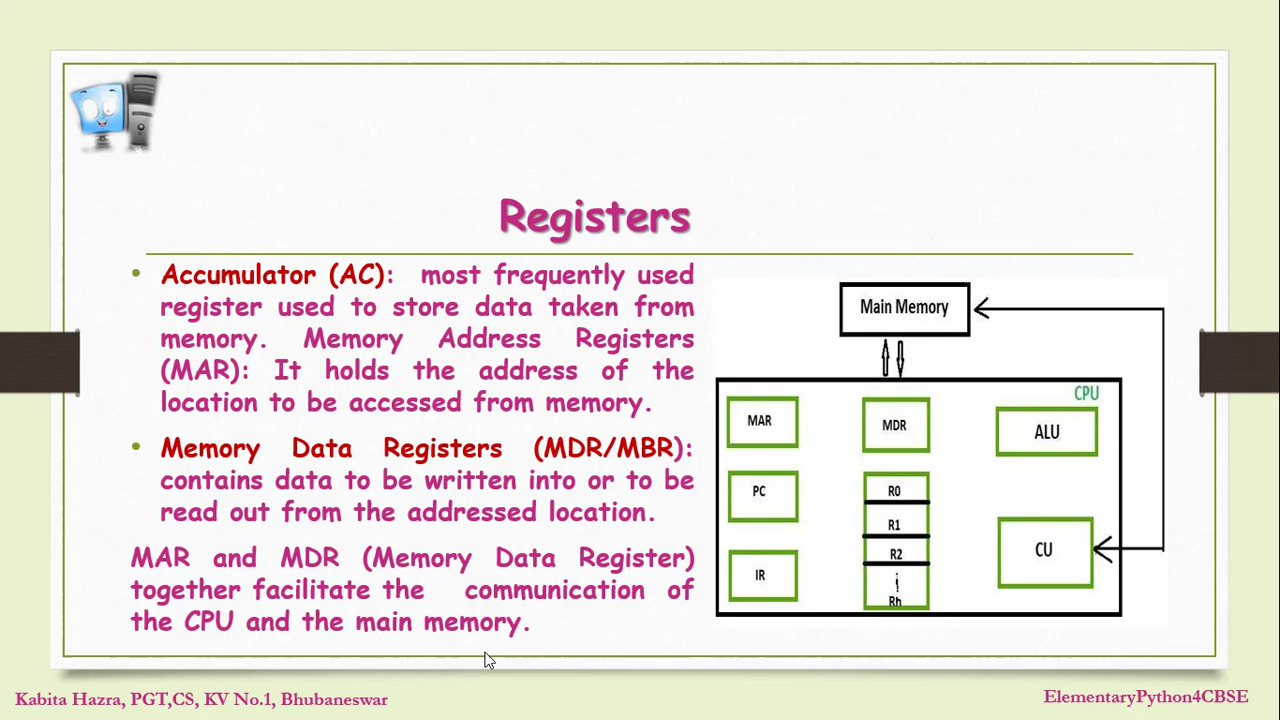 Registers
• Accumulator (AC): most frequently used
register used to store data taken from
memory. Memory Address Registers
(MAR): It holds the address of the
location to be accessed from memory.
• Memory Data Registers (MDR/MBR):
contains data to be written into or to be
read out from the addressed location.
MAR and MDR (Memory Data Register)
together facilitate the communication of
the CPU and the main memory.
Main Memory
CPU
MAR
MDR
ALU
PC
R0
R1
R2
CU
IR
Rh
Kabita Hazra, PGT,CS, KV No.1, Bhubaneswar
ElementaryPython4CBSE